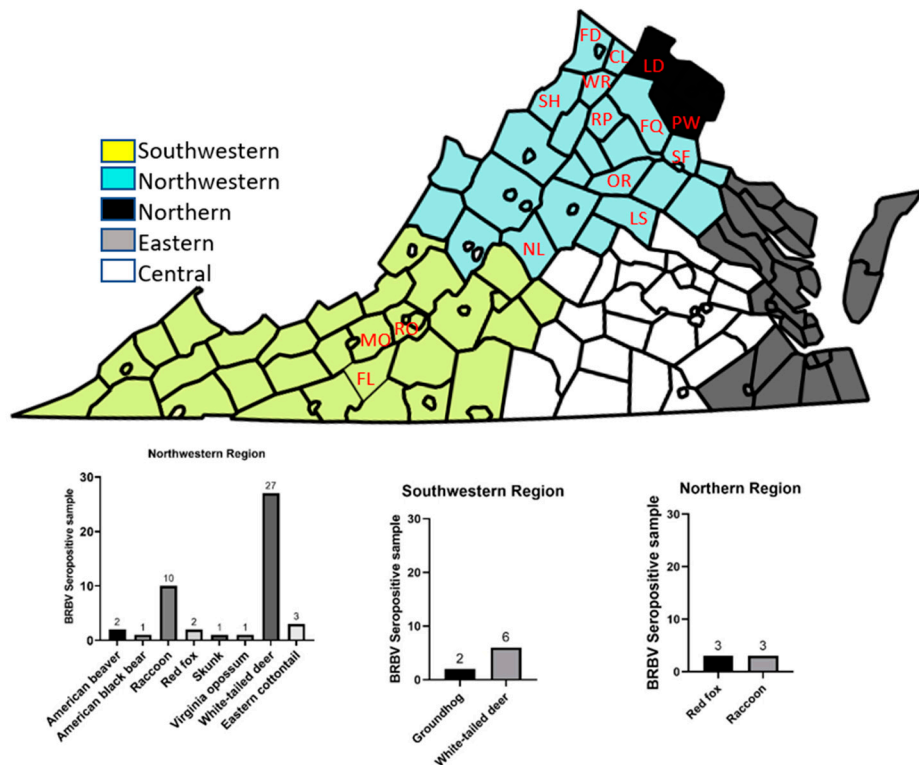 FD
CL
LD
WR
SH
RP
FQ
PW
SF
OR
LS
NL
MO
RO
FL
Southwestern
Northwestern
Northern
Eastern
Central
Northwestern Region
BRBV Seropositive sample
30
20
10
0
2
1
10
2
1
1
27
3
American beaver
American black bear
Raccoon
Red fox
Skunk
Virginia opossum
White-tailed deer
Eastern cottontail
Southwestern Region
BRBV Seropositive sample
30
20
10
0
2
6
Groundhog
White-tailed deer
Northern Region
BRBV Seropositive sample
30
20
10
0
3
3
Red fox
Raccoon